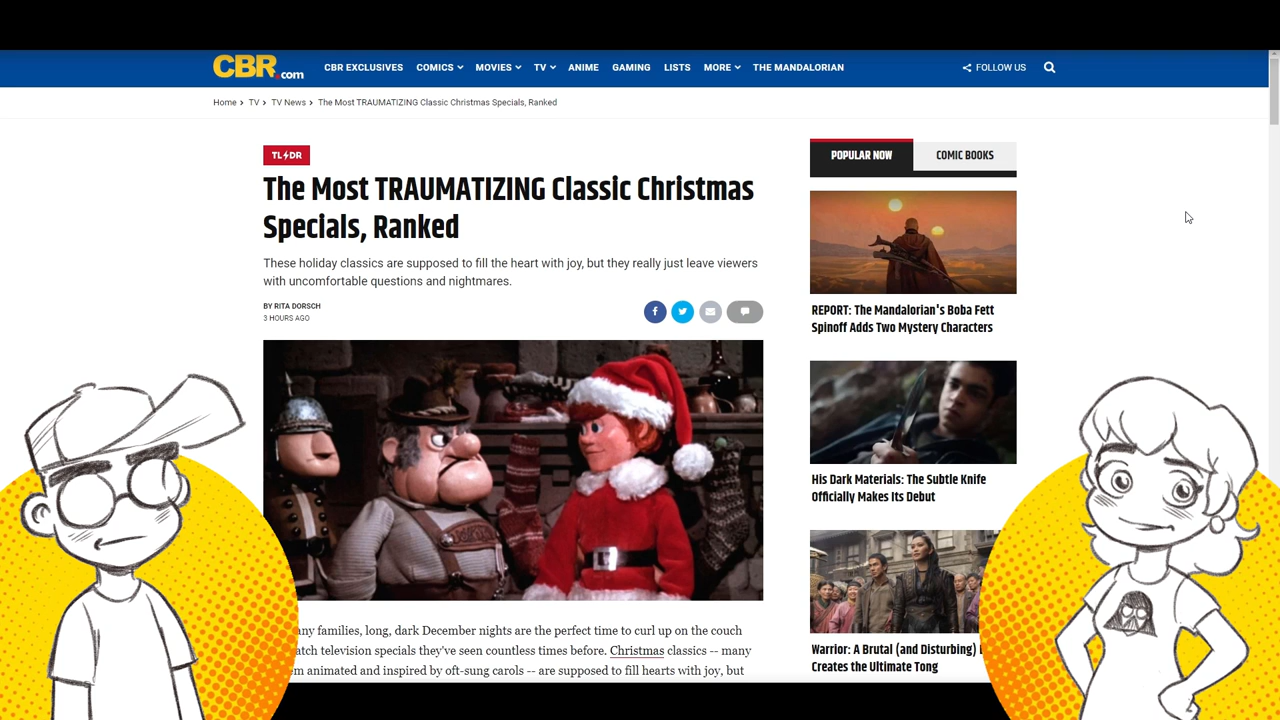 CBR.com
CBR EXCLUSIVES COMICS MOVIES TV ANIME GAMING LISTS MORE THE MANDALORIAN FOLLOW US
Home TV TV News The Most TRAUMATIZING Classic Christmas Specials, Ranked
TL DR
The Most TRAUMATIZING Classic Christmas
Specials, Ranked
These holiday classics are supposed to fill the heart with joy, but they really just leave viewers
with uncomfortable questions and nightmares.
BY RITA DORSCH
3 HOURS AGO
any families, long, dark December nights are the perfect time to curl up on the couch
atch television specials they've seen countless times before. Christmas classics -- many
m animated and inspired by oft-sung carols -- are supposed to fill hearts with joy, but
POPULAR NOW COMIC BOOKS
REPORT: The Mandalorian's Boba Fett
Spinoff Adds Two Mystery Characters
His Dark Materials: The Subtle Knife
Officially Makes Its Debut
Warrior: A Brutal (and Disturbing)
Creates the Ultimate Tong